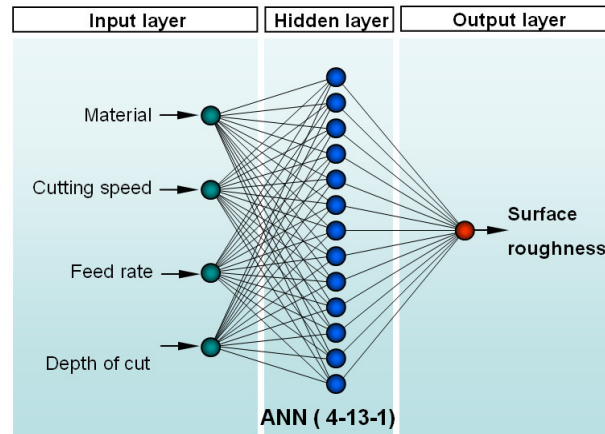 Input layer
Hidden layer
Output layer
Material
Cutting speed
Feed rate
Depth of cut
Surface
roughness
ANN ( 4-13-1)